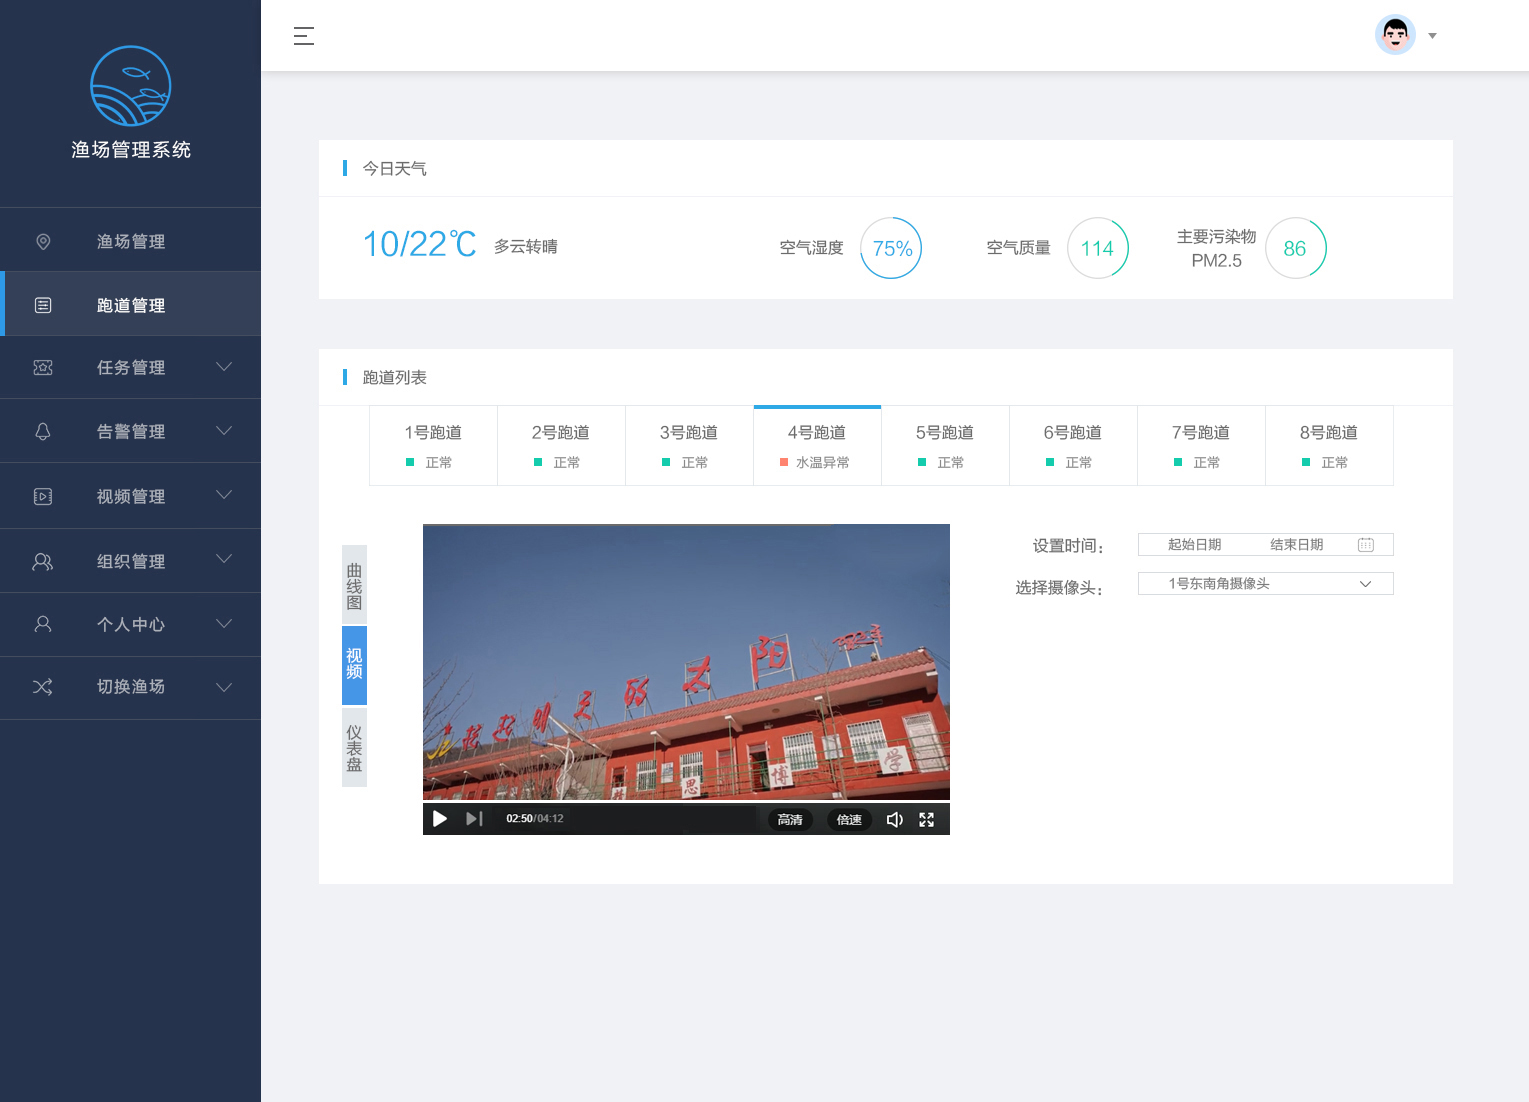 渔场管理系统
渔场管理
跑道管理
任务管理
告警管理
视频管理
组织管理
个人中心
切换渔场
今日天气
10/22℃ 多云转晴
空气湿度 75%
空气质量 114
主要污染物
PM2.5
86
跑道列表
1号跑道 2号跑道 3号跑道 4号跑道 5号跑道 6号跑道 7号跑道 8号跑道
正常 正常 正常 水温异常 正常 正常 正常 正常
曲线图
视频
仪表盘
明天的太阳
思 博 学
02:50/04:12 高清 倍速
设置时间： 起始日期 结束日期
选择摄像头： 1号东南角摄像头